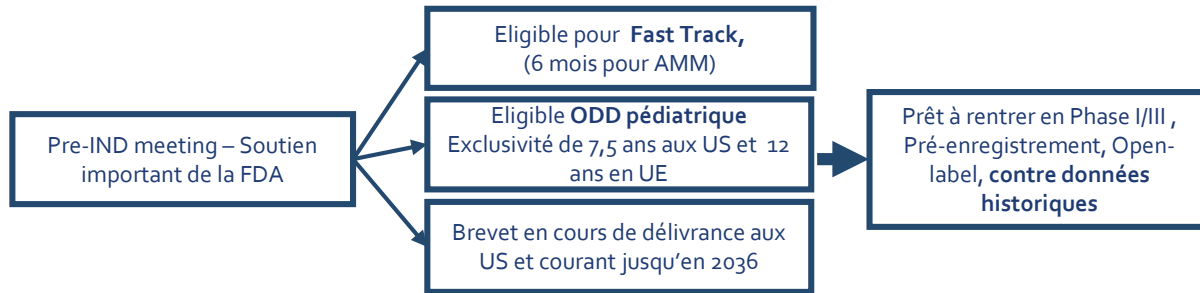 Pre-IND meeting – Soutien
important de la FDA
Eligible pour Fast Track,
(6 mois pour AMM)
Eligible ODD pédiatrique
Exclusivité de 7,5 ans aux US et 12
ans en UE
Brevet en cours de délivrance aux
US et courant jusqu'en 2036
Prêt à rentrer en Phase I/III ,
Pré-enregistrement, Open-
label, contre données
historiques